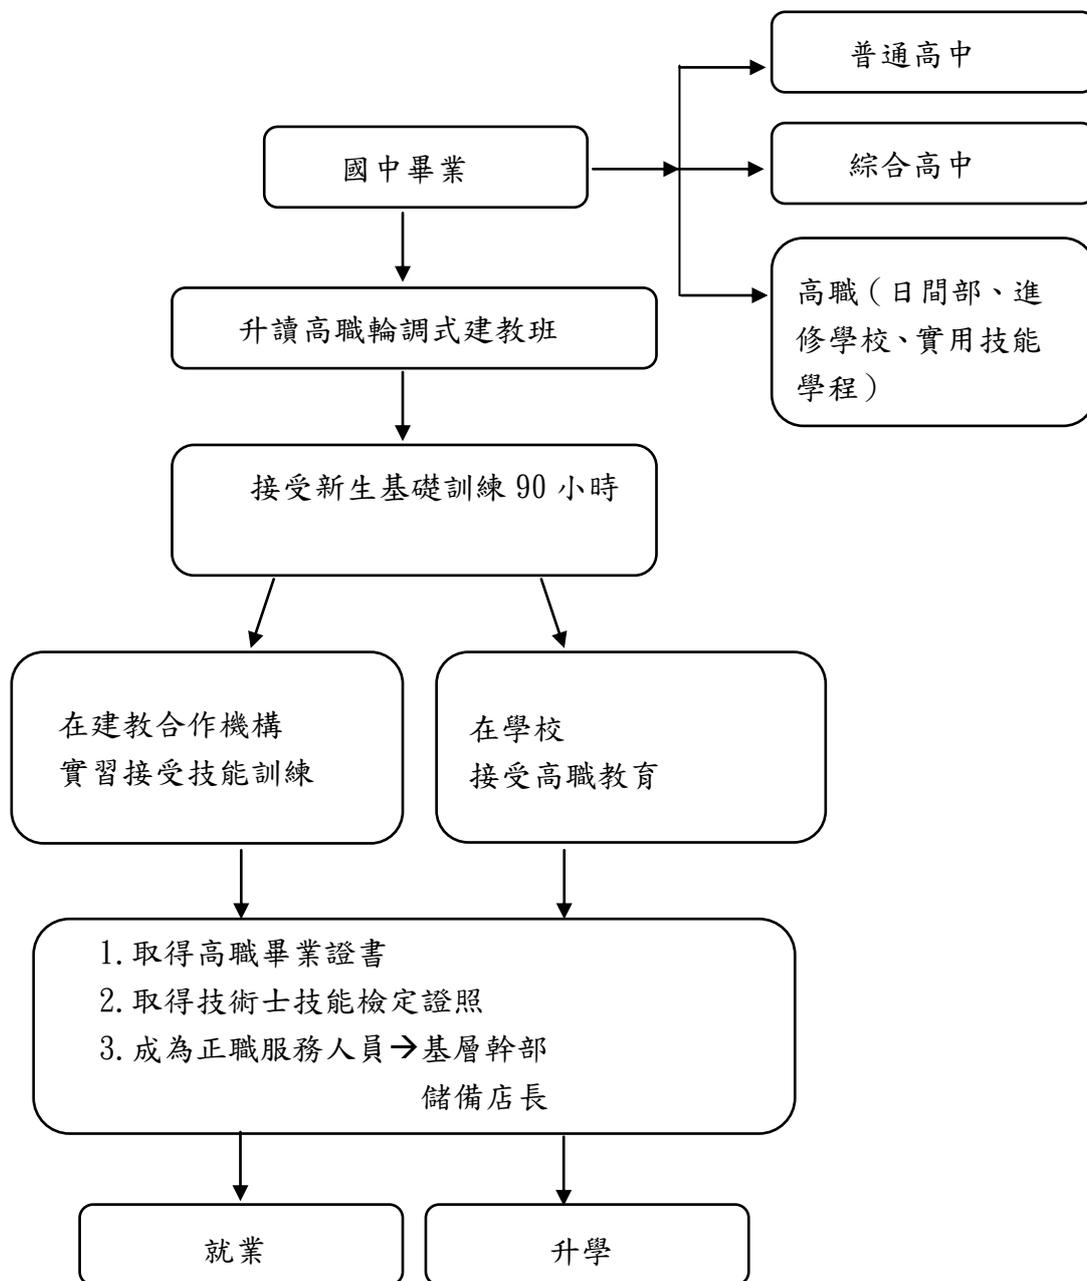 普通高中
國中畢業
綜合高中
高職（日間部、進
修學校、實用技能
學程）
升讀高職輪調式建教班
接受新生基礎訓練 90 小時
在建教合作機構
實習接受技能訓練
在學校
接受高職教育
1. 取得高職畢業證書
2. 取得技術士技能檢定證照
3. 成為正職服務人員→基層幹部
儲備店長
就業
升學